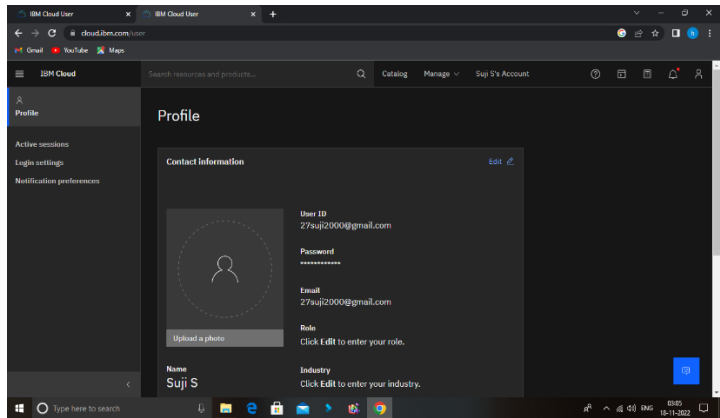 IBM Cloud User
IBM Cloud User
cloud.ibm.com/user
Gmail YouTube Maps
IBM Cloud Search resources and products... Catalog Manage Suji S's Account
Profile
Active sessions
Login settings
Notification preferences
Profile
Contact information Edit
Upload a photo
User ID
27suji2000@gmail.com
Password
************
Email
27suji2000@gmail.com
Role
Click Edit to enter your role.
Name
Suji S
Industry
Click Edit to enter your industry.
Type here to search
ENG
03:05
18-11-2022